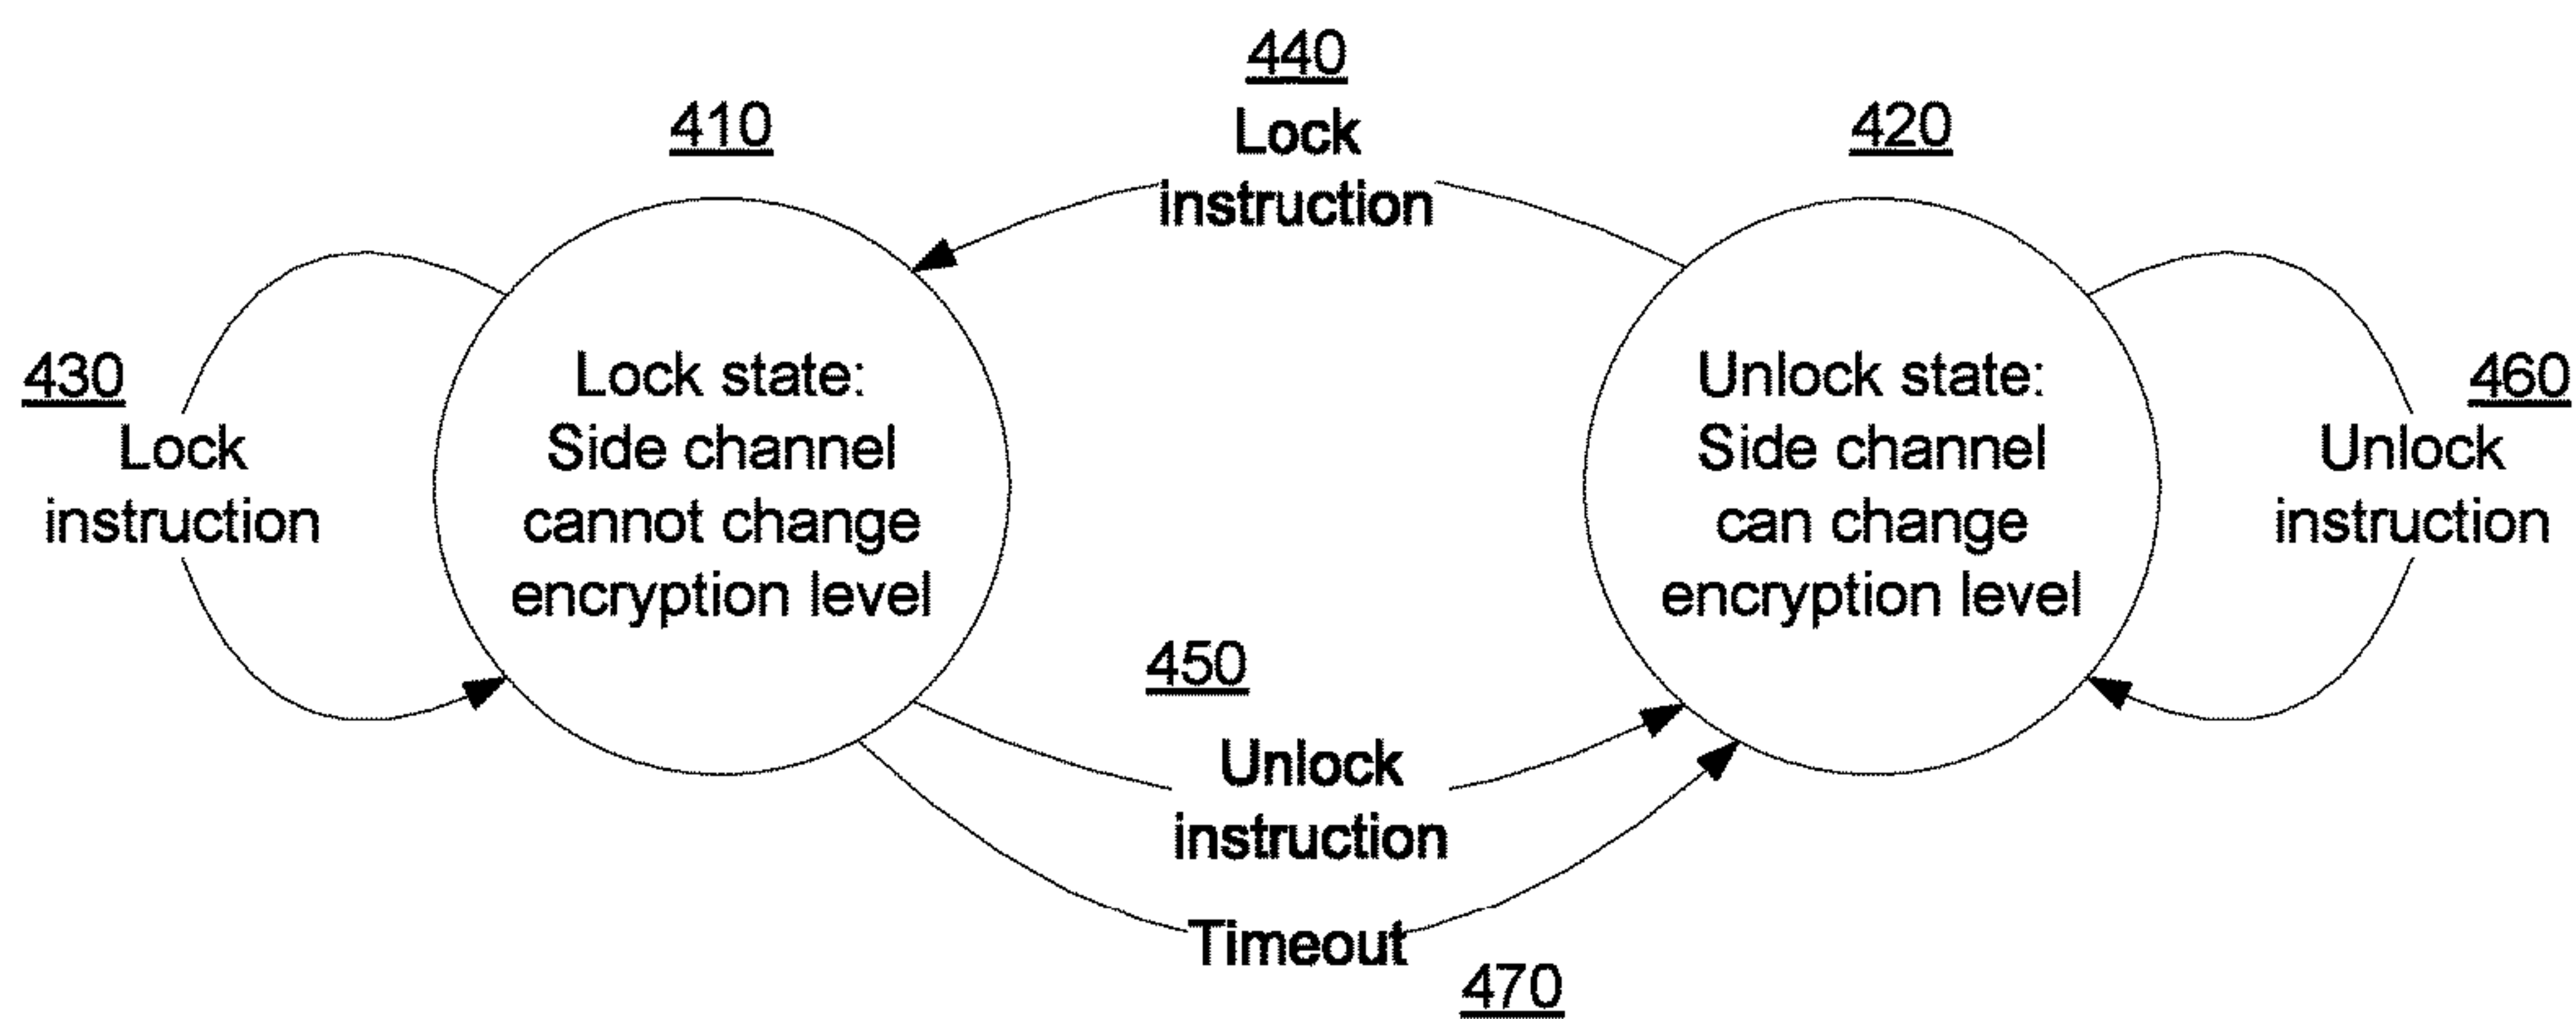 440
Lock
instruction
410
420
430
Lock
instruction
Lock state:
Side channel
cannot change
encryption level
Unlock state:
Side channel
can change
encryption level
460
Unlock
instruction
450
Unlock
instruction
Timeout
470